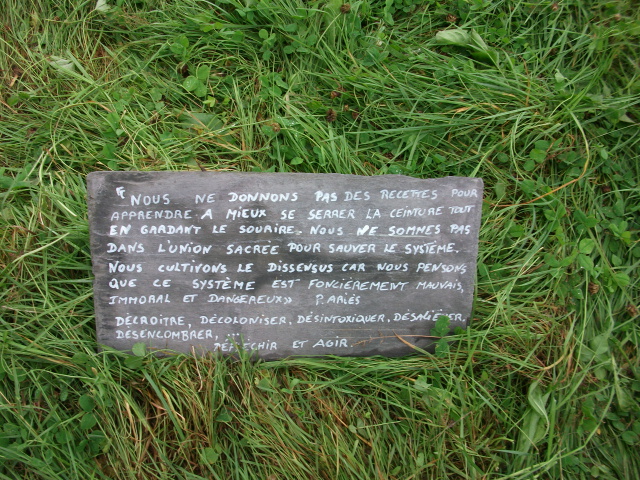 « NOUS NE DONNONS PAS DES RECETTES POUR
APPRENDRE A MIEUX SE SERRER LA CEINTURE TOUT
EN GARDANT LE SOURIRE. NOUS NE SOMMES PAS
DANS L'UNION SACRÉE POUR SAUVER LE SYSTÈME.
NOUS CULTIVONS LE DISSENSUS CAR NOUS PENSONS
QUE CE SYSTÈME EST FONCIÈREMENT MAUVAIS,
IMMORAL ET DANGEREUX» P. ARIÈS
DÉCROITRE, DÉCOLONISER, DÉSINTOXIQUER, DÉSALIÉNER,
DESENCOMBRER, ...
RÉFLÉCHIR ET AGIR.